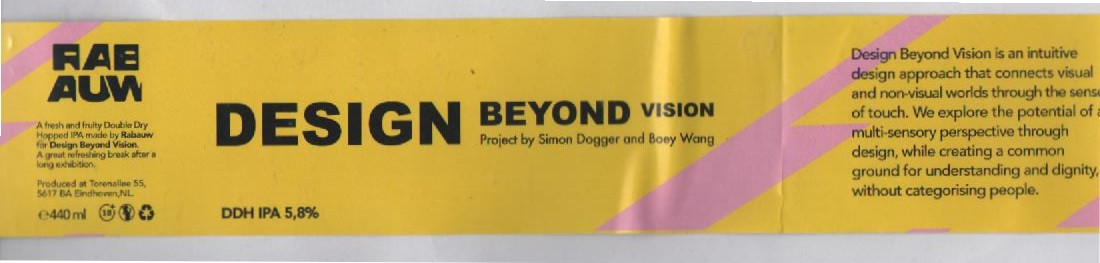 RAB
AUW
A fresh and fruity Double Dry
Hopped IPA made by Rabauw
for Design Beyond Vision.
A great refreshing break after a
long exhibition.
Produced at Torenallee 55,
5617 BA Eindhoven,NL.
℮440 ml 18+
DESIGN BEYOND VISION
Project by Simon Dogger and Boey Wang
DDH IPA 5,8%
Design Beyond Vision is an intuitive
design approach that connects visual
and non-visual worlds through the sense
of touch. We explore the potential of a
multi-sensory perspective through
design, while creating a common
ground for understanding and dignity,
without categorising people.